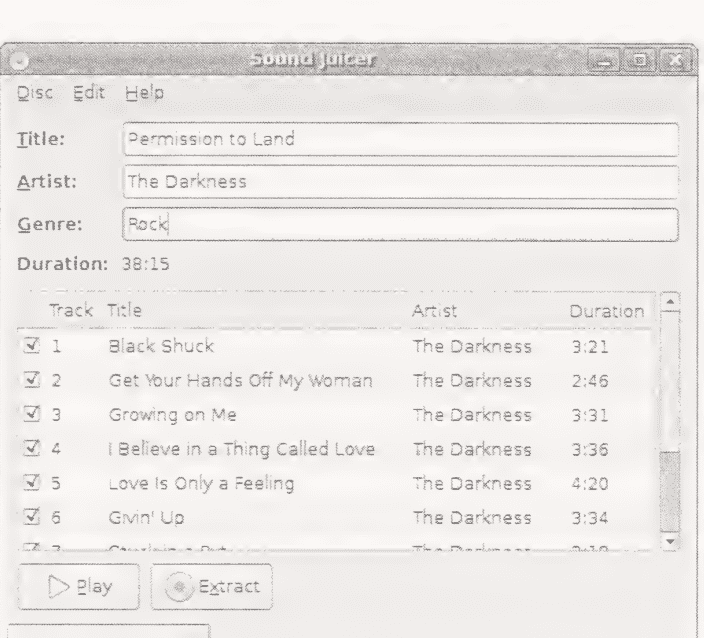 Sound Juicer
Disc Edit Help
Title: Permission to Land
Artist: The Darkness
Genre: Rock
Duration: 38:15
Track Title Artist Duration
1 Black Shuck The Darkness 3:21
2 Get Your Hands Off My Woman The Darkness 2:46
3 Growing on Me The Darkness 3:31
4 I Believe in a Thing Called Love The Darkness 3:36
5 Love Is Only a Feeling The Darkness 4:20
6 Givin' Up The Darkness 3:34
The Darkness
Play Extract